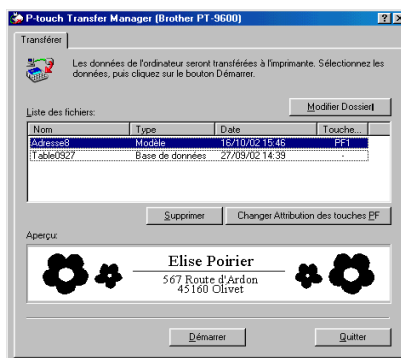 P-touch Transfer Manager (Brother PT-9600)
Transférer
Les données de l'ordinateur seront transférées à l'imprimante. Sélectionnez les
données, puis cliquez sur le bouton Démarrer.
Modifier Dossier
Liste des fichiers:
Nom Type Date Touche...
Adresse8 Modèle 16/10/02 15:46 PF1
Table0927 Base de données 27/09/02 14:39 -
Supprimer Changer Attribution des touches PF
Aperçu:
Elise Poirier
567 Route d'Ardon
45160 Olivet
Démarrer Quitter